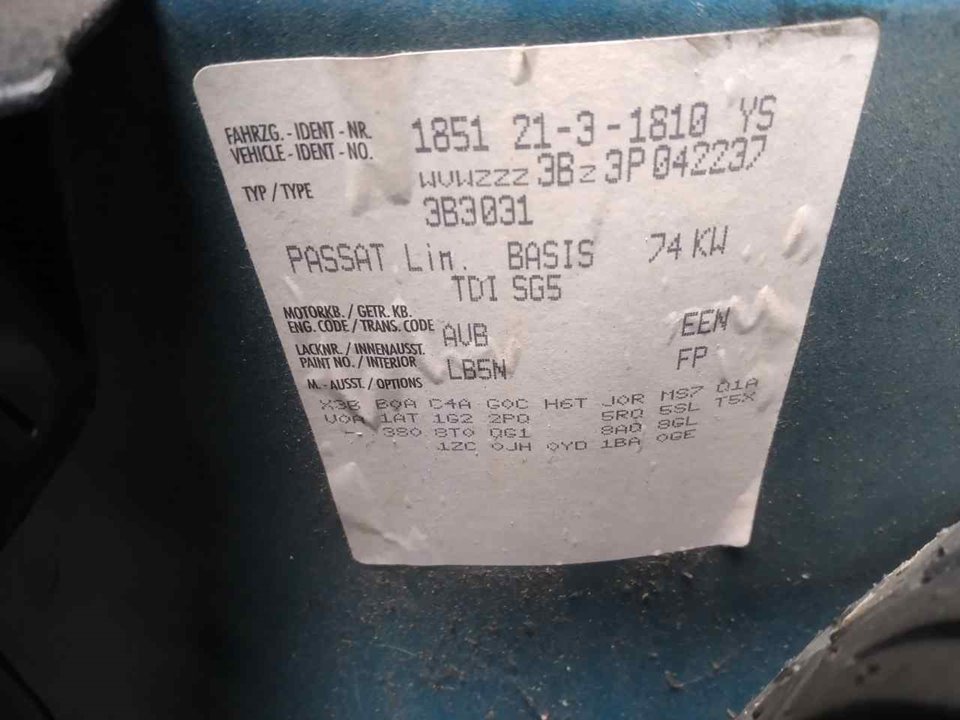 FAHRZG. - IDENT - NR. 1851 21-3-1810 YS
VEHICLE - IDENT - NO. WVWZZZ3BZ3P042237
TYP / TYPE 3B3031
PASSAT Lim. BASIS 74 KW
TDI SG5
MOTORKB. / GETR. KB.
ENG. CODE / TRANS. CODE AVB EEN
LACKNR. / INNENAUSST.
PAINT NO. / INTERIOR LB5N FP
M. - AUSST. / OPTIONS
X3B B0A C4A G0C H6T J0R MS7 Q1A
V0A 1AT 1G2 2PQ 5RQ 5SL T5X
3S0 8T0 QG1 8AQ 8GL
1ZC 0JH 0YD 1BA 0GE